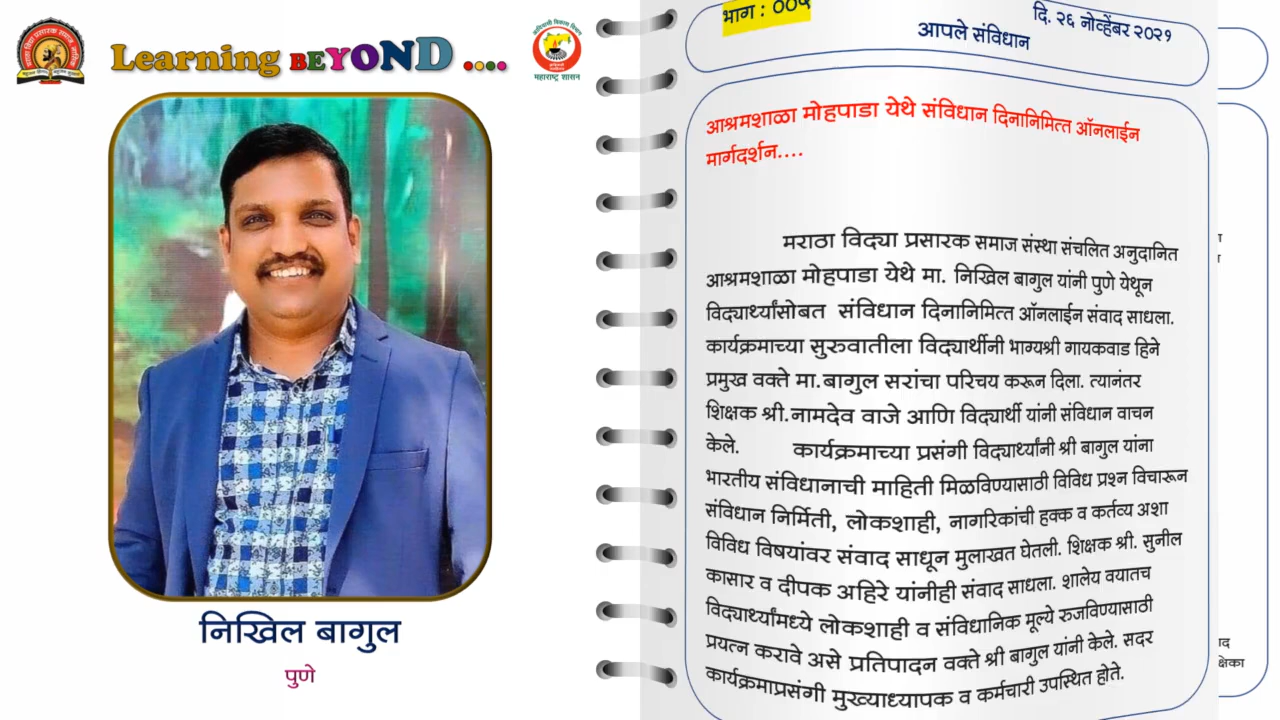 Learning BEYOND ....
महाराष्ट्र शासन
निखिल बागुल
पुणे
भाग : ००५
आपले संविधान
दि. २६ नोव्हेंबर २०२१
आश्रमशाळा मोहपाडा येथे संविधान दिनानिमित्त ऑनलाईन
मार्गदर्शन....
मराठा विद्या प्रसारक समाज संस्था संचलित अनुदानित
आश्रमशाळा मोहपाडा येथे मा. निखिल बागुल यांनी पुणे येथून
विद्यार्थ्यांसोबत संविधान दिनानिमित्त ऑनलाईन संवाद साधला.
कार्यक्रमाच्या सुरुवातीला विद्यार्थीनी भाग्यश्री गायकवाड हिने
प्रमुख वक्ते मा.बागुल सरांचा परिचय करून दिला. त्यानंतर
शिक्षक श्री.नामदेव वाजे आणि विद्यार्थी यांनी संविधान वाचन
केले. कार्यक्रमाच्या प्रसंगी विद्यार्थ्यांनी श्री बागुल यांना
भारतीय संविधानाची माहिती मिळविण्यासाठी विविध प्रश्न विचारून
संविधान निर्मिती, लोकशाही, नागरिकांची हक्क व कर्तव्य अशा
विविध विषयांवर संवाद साधून मुलाखत घेतली. शिक्षक श्री. सुनील
कासार व दीपक अहिरे यांनीही संवाद साधला. शालेय वयातच
विद्यार्थ्यांमध्ये लोकशाही व संविधानिक मूल्ये रुजविण्यासाठी
प्रयत्न करावे असे प्रतिपादन वक्ते श्री बागुल यांनी केले. सदर
कार्यक्रमाप्रसंगी मुख्याध्यापक व कर्मचारी उपस्थित होते.